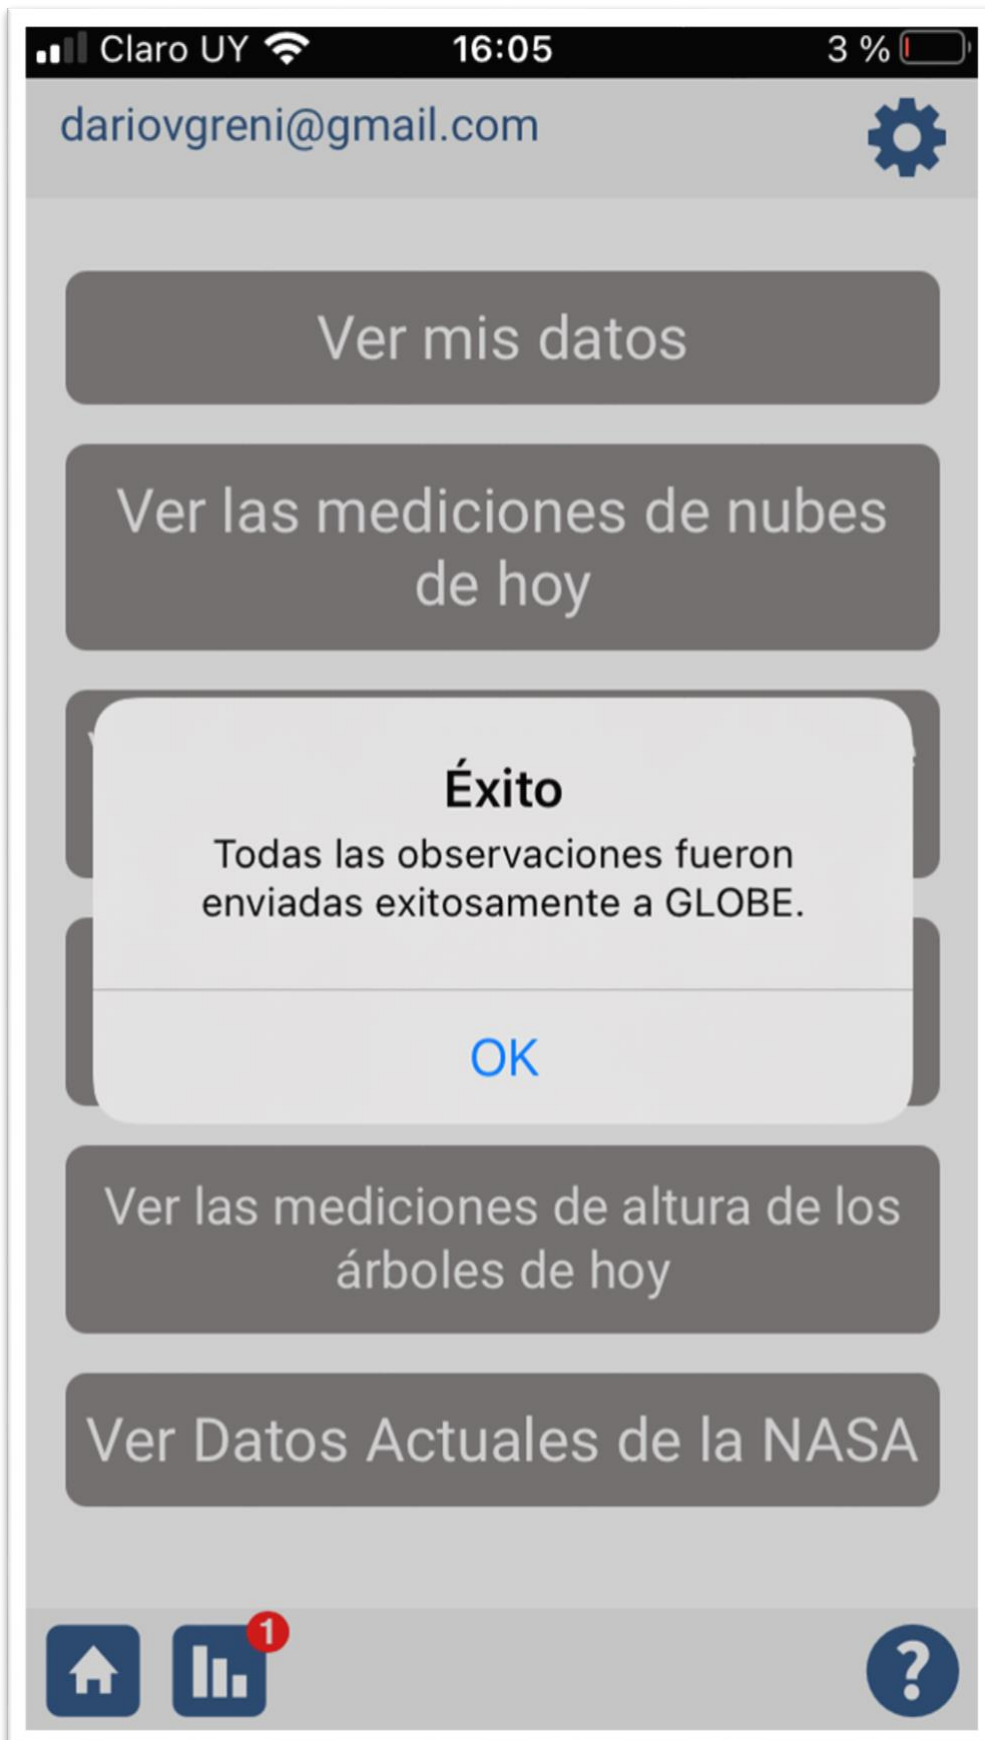 Claro UY 16:05 3 %
dariovgreni@gmail.com
Ver mis datos
Ver las mediciones de nubes
de hoy
Éxito
Todas las observaciones fueron
enviadas exitosamente a GLOBE.
OK
Ver las mediciones de altura de los
árboles de hoy
Ver Datos Actuales de la NASA
1
?